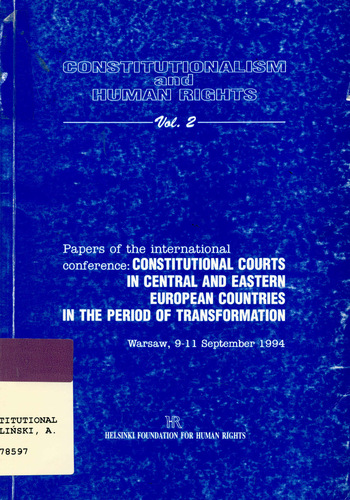 CONSTITUTIONALISM
and
HUMAN RIGHTS
Vol. 2
Papers of the international
conference: CONSTITUTIONAL COURTS
IN CENTRAL AND EASTERN
EUROPEAN COUNTRIES
IN THE PERIOD OF TRANSFORMATION
Warsaw, 9-11 September 1994
TITUTIONAL
LIŃSKI, A.
78597
HR
HELSINKI FOUNDATION FOR HUMAN RIGHTS